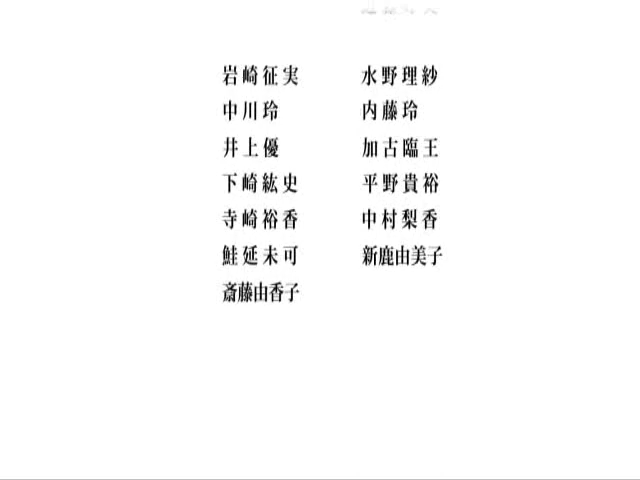 岩崎征実 水野理紗
中川玲 内藤玲
井上優 加古臨王
下崎紘史 平野貴裕
寺崎裕香 中村梨香
鮭延未可 新鹿由美子
斎藤由香子